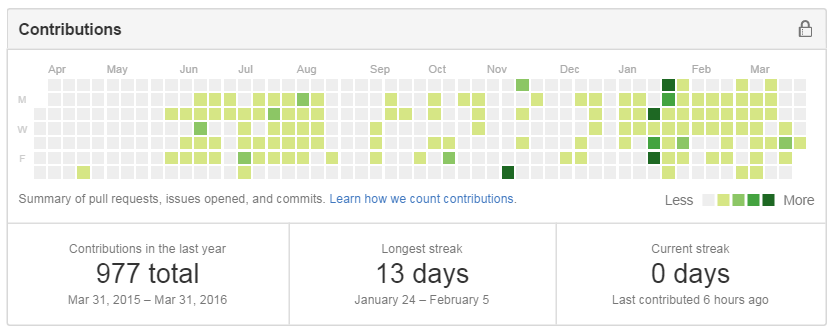 Contributions
Apr May Jun Jul Aug Sep Oct Nov Dec Jan Feb Mar
M
W
F
Summary of pull requests, issues opened, and commits. Learn how we count contributions.
Less More
Contributions in the last year
977 total
Mar 31, 2015 – Mar 31, 2016
Longest streak
13 days
January 24 – February 5
Current streak
0 days
Last contributed 6 hours ago